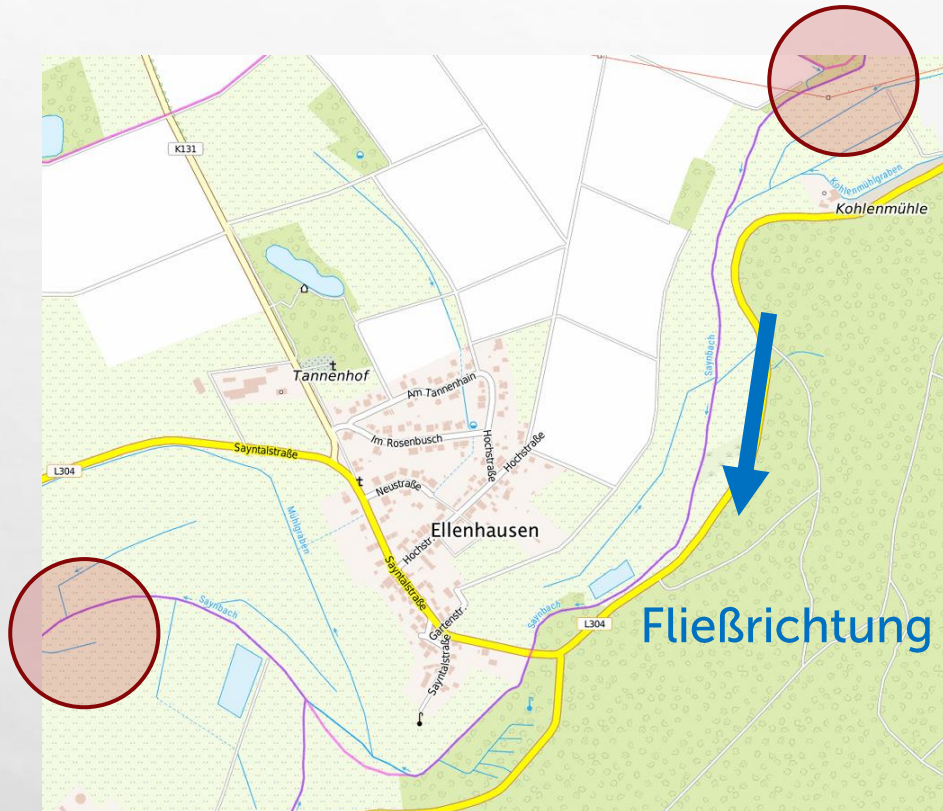 K131
Kohlenmühlgraben
Kohlenmühle
Saynbach
Tannenhof
Am Tannenhain
Im Rosenbusch
Hochstraße
Hochstraße
Sayntalstraße
L304
Neustraße
Mühlgraben
Ellenhausen
Hochstr.
Sayntalstraße
Gartenstr.
Saynbach
Saynbach
L304
Fließrichtung
Sayntalstraße